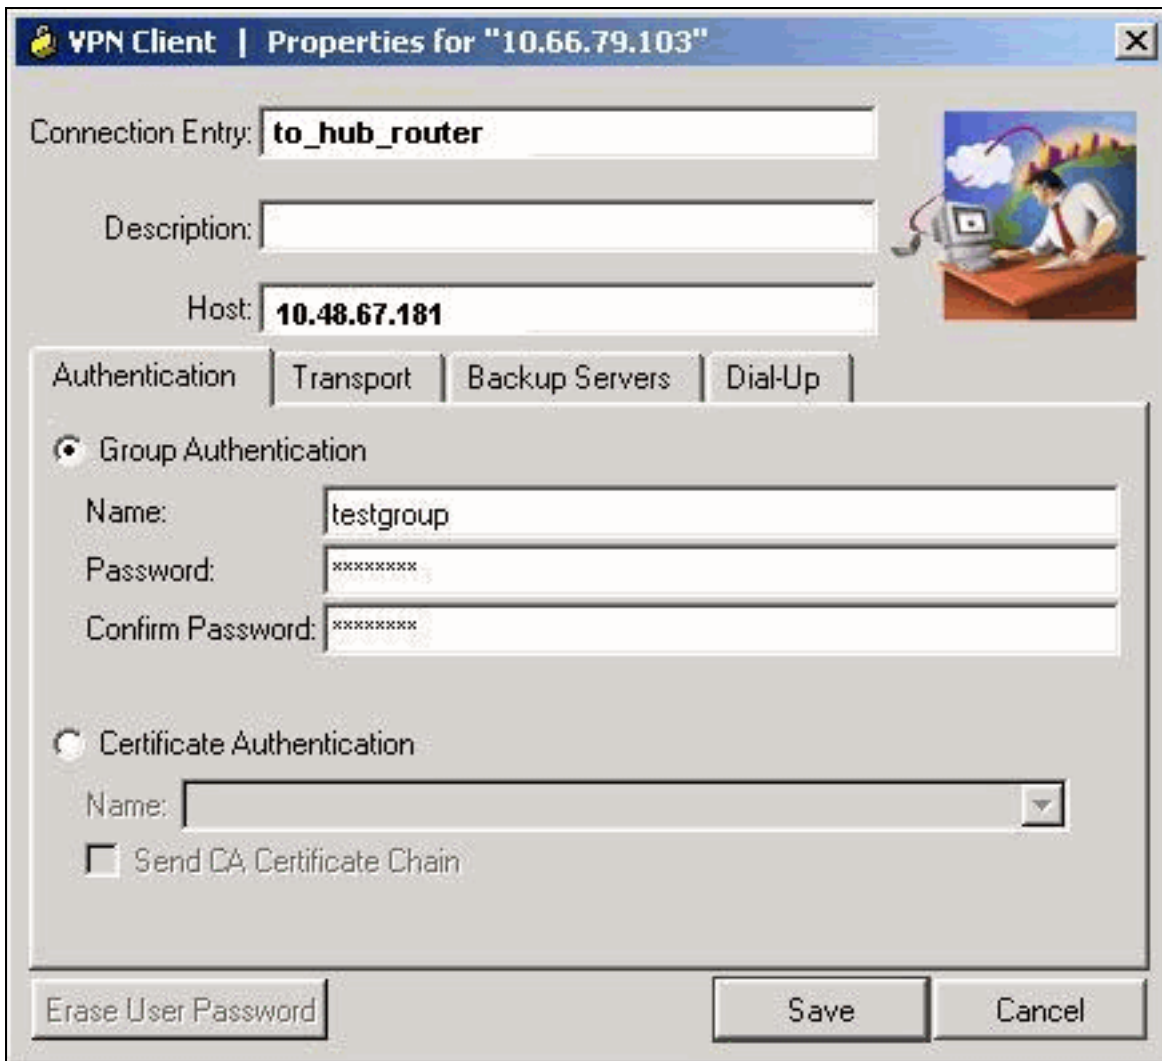 VPN Client | Properties for "10.66.79.103"
Connection Entry: to_hub_router
Description:
Host: 10.48.67.181
Authentication Transport Backup Servers Dial-Up
Group Authentication
Name: testgroup
Password: ********
Confirm Password: ********
Certificate Authentication
Name:
Send CA Certificate Chain
Erase User Password Save Cancel